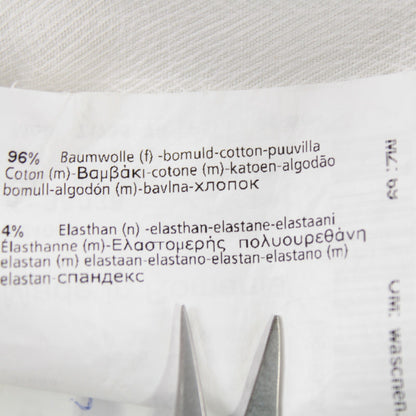 96% Baumwolle (f) -bomuld-cotton-puuvilla
Coton (m)-Βαμβάκι-cotone (m)-katoen-algodão
bomull-algodón (m)-bavlna-хлопок
4% Elasthan (n) -elasthan-elastane-elastaani
Élasthanne (m)-Ελαστομερής πολυουρεθάνη
elastan (m) elastaan-elastano-elastan-elastano (m)
elastan-спандекс